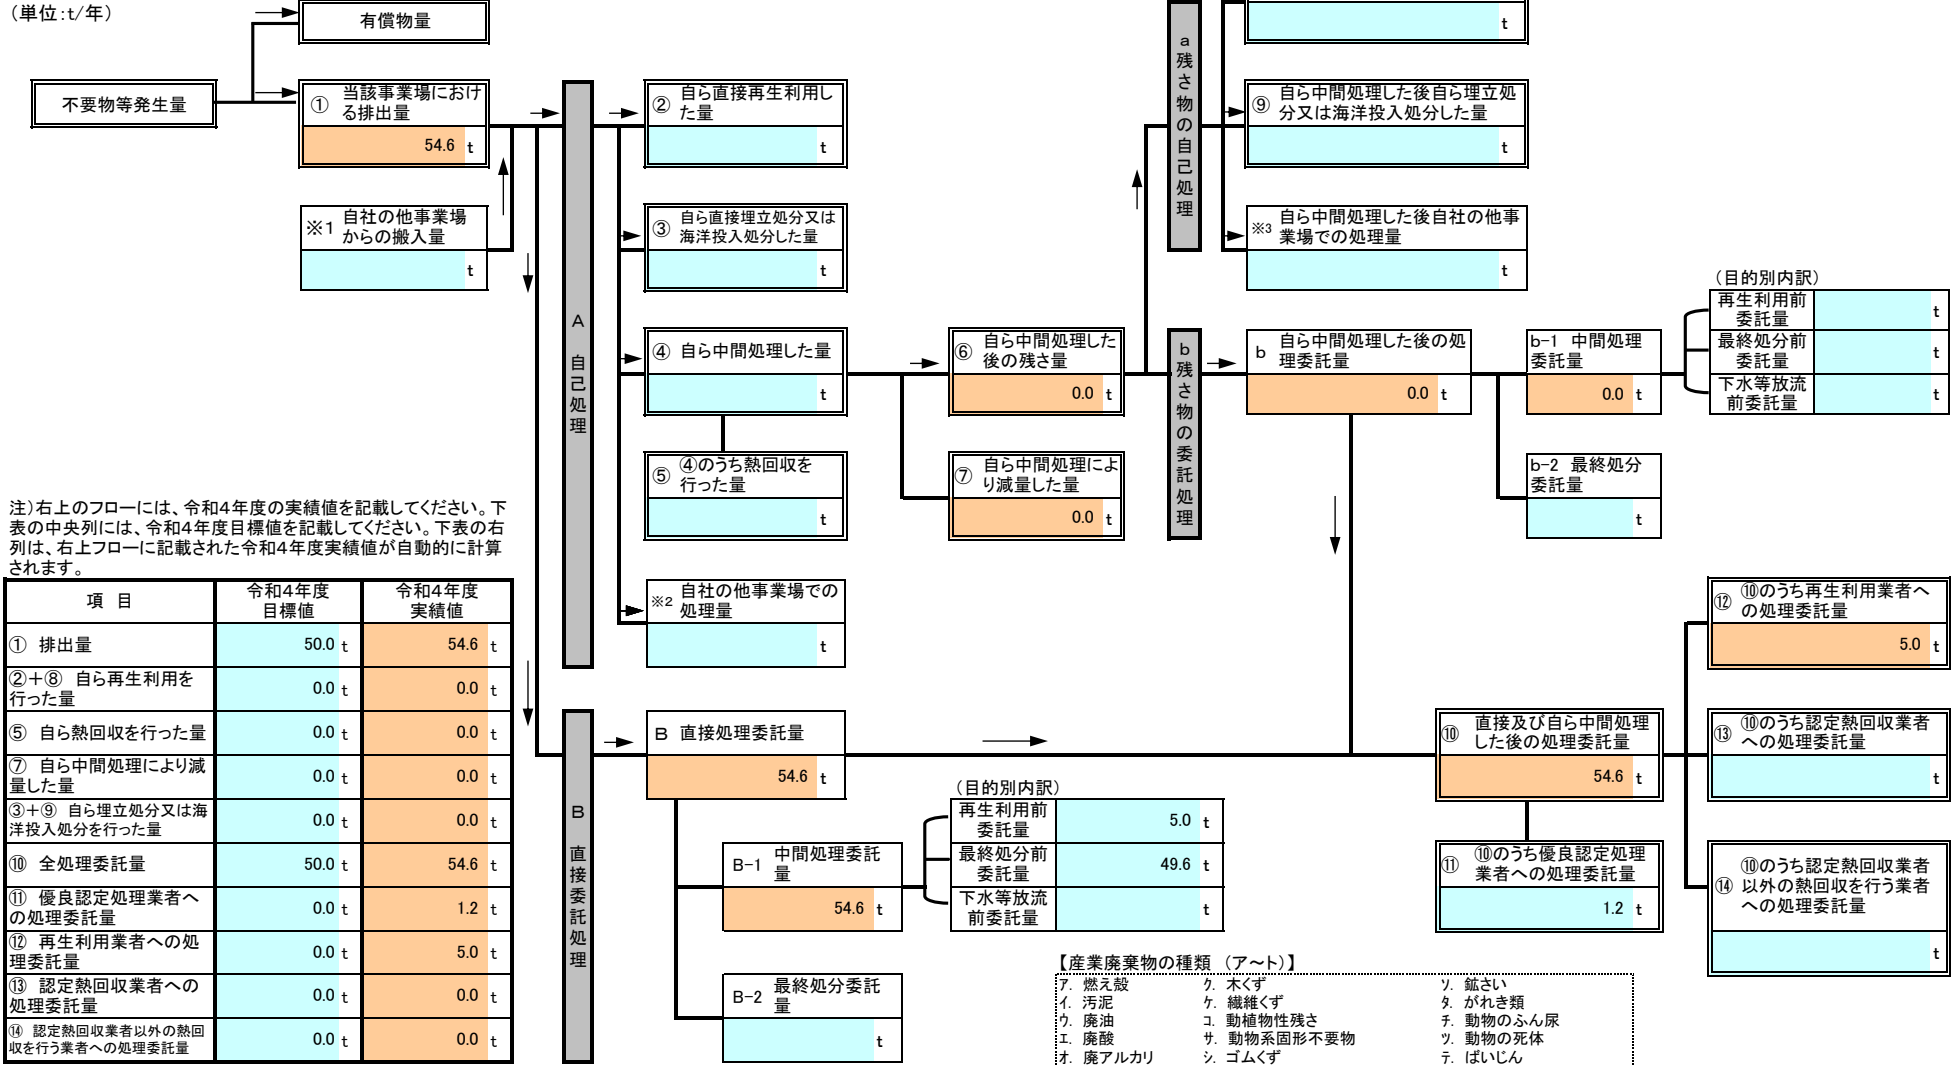 （単位：t/年）
有償物量
不要物等発生量
① 当該事業場におけ
る排出量
54.6 t
※1 自社の他事業場
からの搬入量
t
A 自己処理
② 自ら直接再生利用し
た量
t
③ 自ら直接埋立処分又は
海洋投入処分した量
t
④ 自ら中間処理した量
t
⑤ ④のうち熱回収を
行った量
t
※2 自社の他事業場での
処理量
t
⑥ 自ら中間処理した
後の残さ量
0.0 t
⑦ 自ら中間処理によ
り減量した量
0.0 t
a 残さ物の自己処理
t
⑨ 自ら中間処理した後自ら埋立処
分又は海洋投入処分した量
t
※3 自ら中間処理した後自社の他事
業場での処理量
t
b 残さ物の委託処理
b 自ら中間処理した後の処
理委託量
0.0 t
b-1 中間処理
委託量
0.0 t
b-2 最終処分
委託量
t
（目的別内訳）
再生利用前
委託量
t
最終処分前
委託量
t
下水等放流
前委託量
t
注）右上のフローには、令和4年度の実績値を記載してください。下
表の中央列には、令和4年度目標値を記載してください。下表の右
列は、右上フローに記載された令和4年度実績値が自動的に計算
されます。
項 目 令和4年度 目標値 令和4年度 実績値
① 排出量 50.0 t 54.6 t
②＋⑧ 自ら再生利用を
行った量 0.0 t 0.0 t
⑤ 自ら熱回収を行った量 0.0 t 0.0 t
⑦ 自ら中間処理により減
量した量 0.0 t 0.0 t
③＋⑨ 自ら埋立処分又は海
洋投入処分を行った量 0.0 t 0.0 t
⑩ 全処理委託量 50.0 t 54.6 t
⑪ 優良認定処理業者へ
の処理委託量 0.0 t 1.2 t
⑫ 再生利用業者への処
理委託量 0.0 t 5.0 t
⑬ 認定熱回収業者への
処理委託量 0.0 t 0.0 t
⑭ 認定熱回収業者以外の熱回
収を行う業者への処理委託量 0.0 t 0.0 t
B 直接委託処理
B 直接処理委託量
54.6 t
B-1 中間処理委託
量
54.6 t
B-2 最終処分委託
量
t
（目的別内訳）
再生利用前
委託量
5.0 t
最終処分前
委託量
49.6 t
下水等放流
前委託量
t
⑩ 直接及び自ら中間処理
した後の処理委託量
54.6 t
⑪ ⑩のうち優良認定処理
業者への処理委託量
1.2 t
⑫ ⑩のうち再生利用業者へ
の処理委託量
5.0 t
⑬ ⑩のうち認定熱回収業者
への処理委託量
t
⑭ ⑩のうち認定熱回収業者
以外の熱回収を行う業者
への処理委託量
t
【産業廃棄物の種類 （ア～ト）】
ア. 燃え殻 ク. 木くず ソ. 鉱さい
イ. 汚泥 ケ. 繊維くず タ. がれき類
ウ. 廃油 コ. 動植物性残さ チ. 動物のふん尿
エ. 廃酸 サ. 動物系固形不要物 ツ. 動物の死体
オ. 廃アルカリ シ. ゴムくず テ. ばいじん